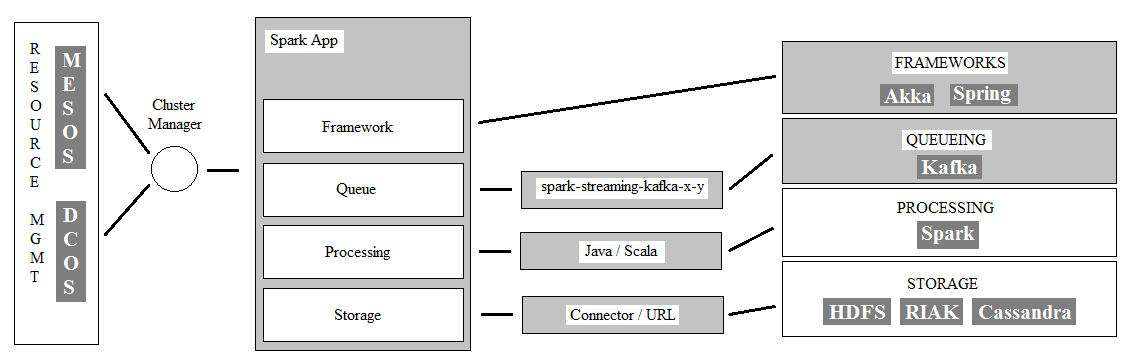 RESOURCE MGMT
MESOS
DCOS
Cluster
Manager
Spark App
Framework
Queue
Processing
Storage
spark-streaming-kafka-x-y
Java / Scala
Connector / URL
FRAMEWORKS
Akka Spring
QUEUEING
Kafka
PROCESSING
Spark
STORAGE
HDFS RIAK Cassandra